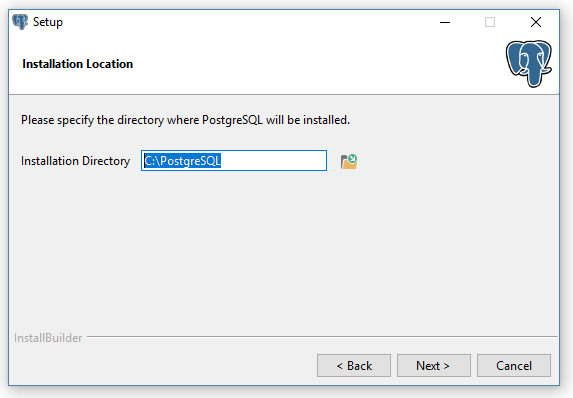 Setup
Installation Location
Please specify the directory where PostgreSQL will be installed.
Installation Directory C:\PostgreSQL
InstallBuilder
< Back Next > Cancel